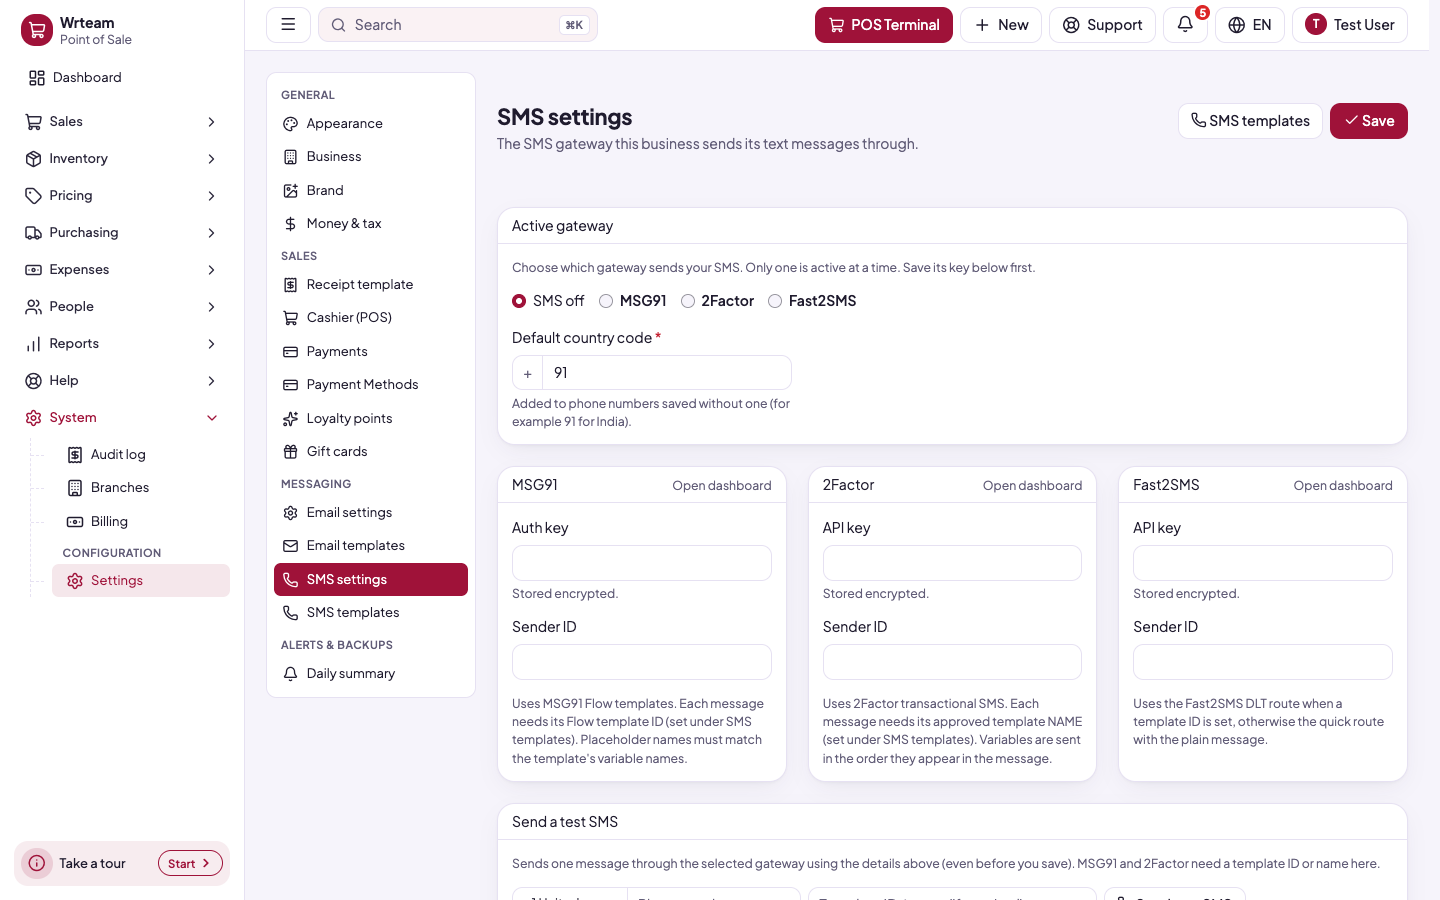 Wrteam
Point of Sale
Dashboard
Sales
Inventory
Pricing
Purchasing
Expenses
People
Reports
Help
System
Audit log
Branches
Billing
CONFIGURATION
Settings
Take a tour
Start
Search
⌘K
POS Terminal
New
Support
5
EN
T
Test User
GENERAL
Appearance
Business
Brand
Money & tax
SALES
Receipt template
Cashier (POS)
Payments
Payment Methods
Loyalty points
Gift cards
MESSAGING
Email settings
Email templates
SMS settings
SMS templates
ALERTS & BACKUPS
Daily summary
SMS settings
The SMS gateway this business sends its text messages through.
SMS templates
Save
Active gateway
Choose which gateway sends your SMS. Only one is active at a time. Save its key below first.
SMS off MSG91 2Factor Fast2SMS
Default country code *
+ 91
Added to phone numbers saved without one (for
example 91 for India).
MSG91 Open dashboard
Auth key
Stored encrypted.
Sender ID
Uses MSG91 Flow templates. Each message
needs its Flow template ID (set under SMS
templates). Placeholder names must match
the template's variable names.
2Factor Open dashboard
API key
Stored encrypted.
Sender ID
Uses 2Factor transactional SMS. Each
message needs its approved template NAME
(set under SMS templates). Variables are sent
in the order they appear in the message.
Fast2SMS Open dashboard
API key
Stored encrypted.
Sender ID
Uses the Fast2SMS DLT route when a
template ID is set, otherwise the quick route
with the plain message.
Send a test SMS
Sends one message through the selected gateway using the details above (even before you save). MSG91 and 2Factor need a template ID or name here.